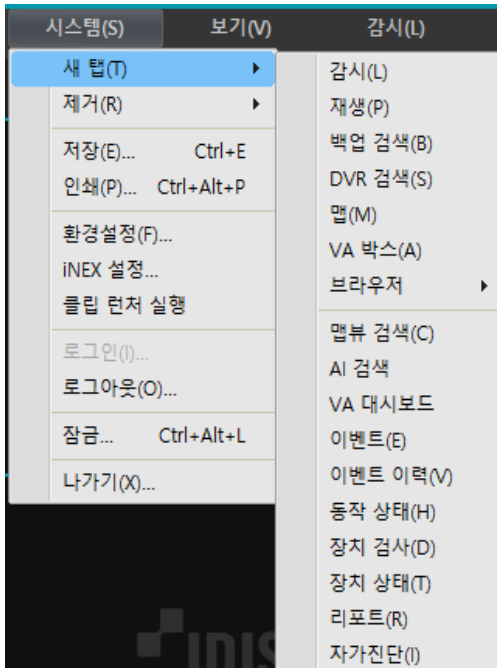 시스템(S) 보기(V) 감시(L)
새 탭(T)
제거(R)
저장(E)... Ctrl+E
인쇄(P)... Ctrl+Alt+P
환경설정(F)...
iNEX 설정...
클립 런처 실행
로그인(I)...
로그아웃(O)...
잠금... Ctrl+Alt+L
나가기(X)...
감시(L)
재생(P)
백업 검색(B)
DVR 검색(S)
맵(M)
VA 박스(A)
브라우저
맵뷰 검색(C)
AI 검색
VA 대시보드
이벤트(E)
이벤트 이력(V)
동작 상태(H)
장치 검사(D)
장치 상태(T)
리포트(R)
자가진단(I)